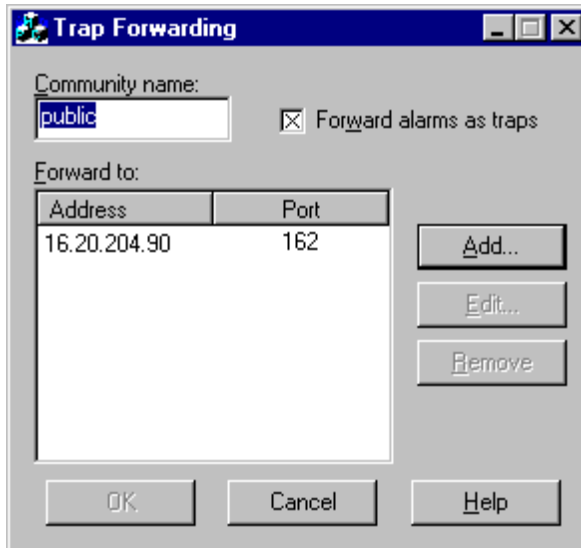 Trap Forwarding
Community name:
public
Forward alarms as traps
Forward to:
Address Port
16.20.204.90 162
Add...
Edit...
Remove
OK Cancel Help